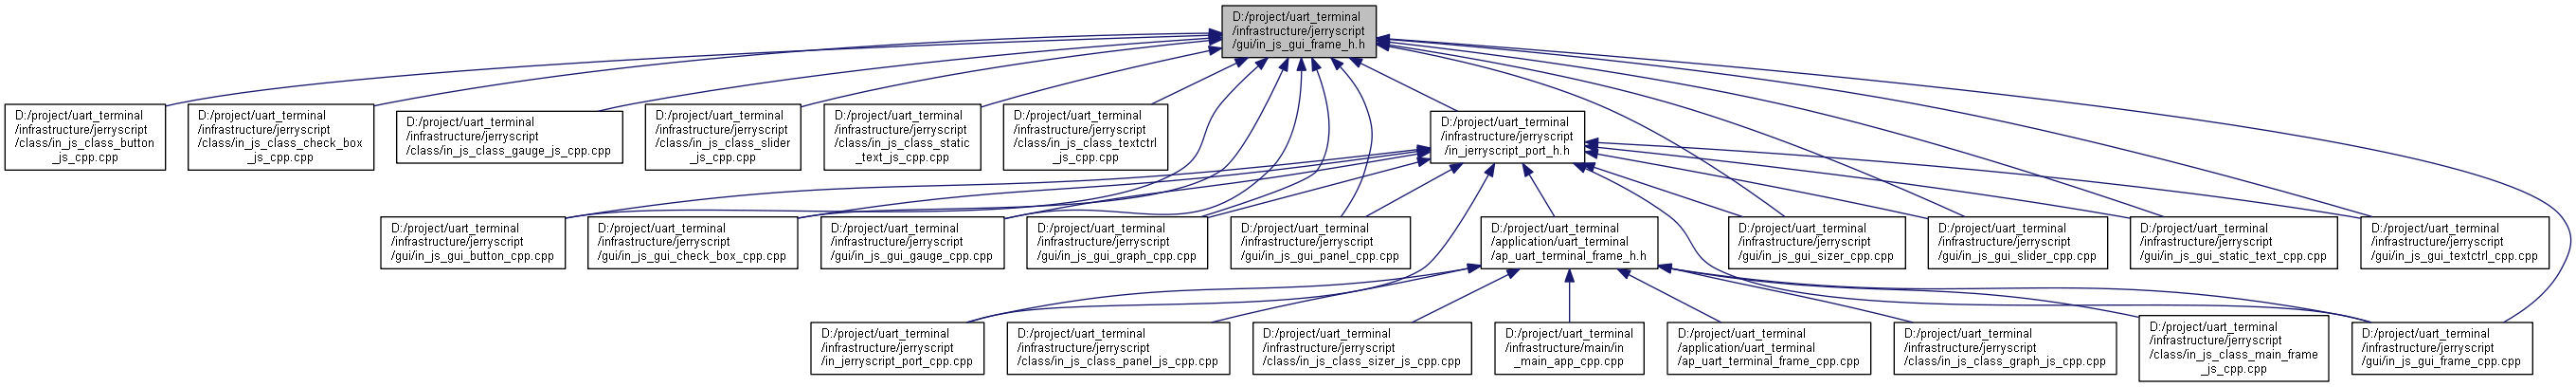 D:/project/uart_terminal
/infrastructure/jerryscript
/gui/in_js_gui_frame_h.h
D:/project/uart_terminal
/infrastructure/jerryscript
/class/in_js_class_button
_js_cpp.cpp
D:/project/uart_terminal
/infrastructure/jerryscript
/class/in_js_class_check_box
_js_cpp.cpp
D:/project/uart_terminal
/infrastructure/jerryscript
/class/in_js_class_gauge_js_cpp.cpp
D:/project/uart_terminal
/infrastructure/jerryscript
/class/in_js_class_slider
_js_cpp.cpp
D:/project/uart_terminal
/infrastructure/jerryscript
/class/in_js_class_static
_text_js_cpp.cpp
D:/project/uart_terminal
/infrastructure/jerryscript
/class/in_js_class_textctrl
_js_cpp.cpp
D:/project/uart_terminal
/infrastructure/jerryscript
/in_jerryscript_port_h.h
D:/project/uart_terminal
/infrastructure/jerryscript
/gui/in_js_gui_button_cpp.cpp
D:/project/uart_terminal
/infrastructure/jerryscript
/gui/in_js_gui_check_box_cpp.cpp
D:/project/uart_terminal
/infrastructure/jerryscript
/gui/in_js_gui_gauge_cpp.cpp
D:/project/uart_terminal
/infrastructure/jerryscript
/gui/in_js_gui_graph_cpp.cpp
D:/project/uart_terminal
/infrastructure/jerryscript
/gui/in_js_gui_panel_cpp.cpp
D:/project/uart_terminal
/application/uart_terminal
/ap_uart_terminal_frame_h.h
D:/project/uart_terminal
/infrastructure/jerryscript
/gui/in_js_gui_sizer_cpp.cpp
D:/project/uart_terminal
/infrastructure/jerryscript
/gui/in_js_gui_slider_cpp.cpp
D:/project/uart_terminal
/infrastructure/jerryscript
/gui/in_js_gui_static_text_cpp.cpp
D:/project/uart_terminal
/infrastructure/jerryscript
/gui/in_js_gui_textctrl_cpp.cpp
D:/project/uart_terminal
/infrastructure/jerryscript
/in_jerryscript_port_cpp.cpp
D:/project/uart_terminal
/infrastructure/jerryscript
/class/in_js_class_panel_js_cpp.cpp
D:/project/uart_terminal
/infrastructure/jerryscript
/class/in_js_class_sizer_js_cpp.cpp
D:/project/uart_terminal
/infrastructure/main/in
_main_app_cpp.cpp
D:/project/uart_terminal
/application/uart_terminal
/ap_uart_terminal_frame_cpp.cpp
D:/project/uart_terminal
/infrastructure/jerryscript
/class/in_js_class_graph_js_cpp.cpp
D:/project/uart_terminal
/infrastructure/jerryscript
/class/in_js_class_main_frame
_js_cpp.cpp
D:/project/uart_terminal
/infrastructure/jerryscript
/gui/in_js_gui_frame_cpp.cpp